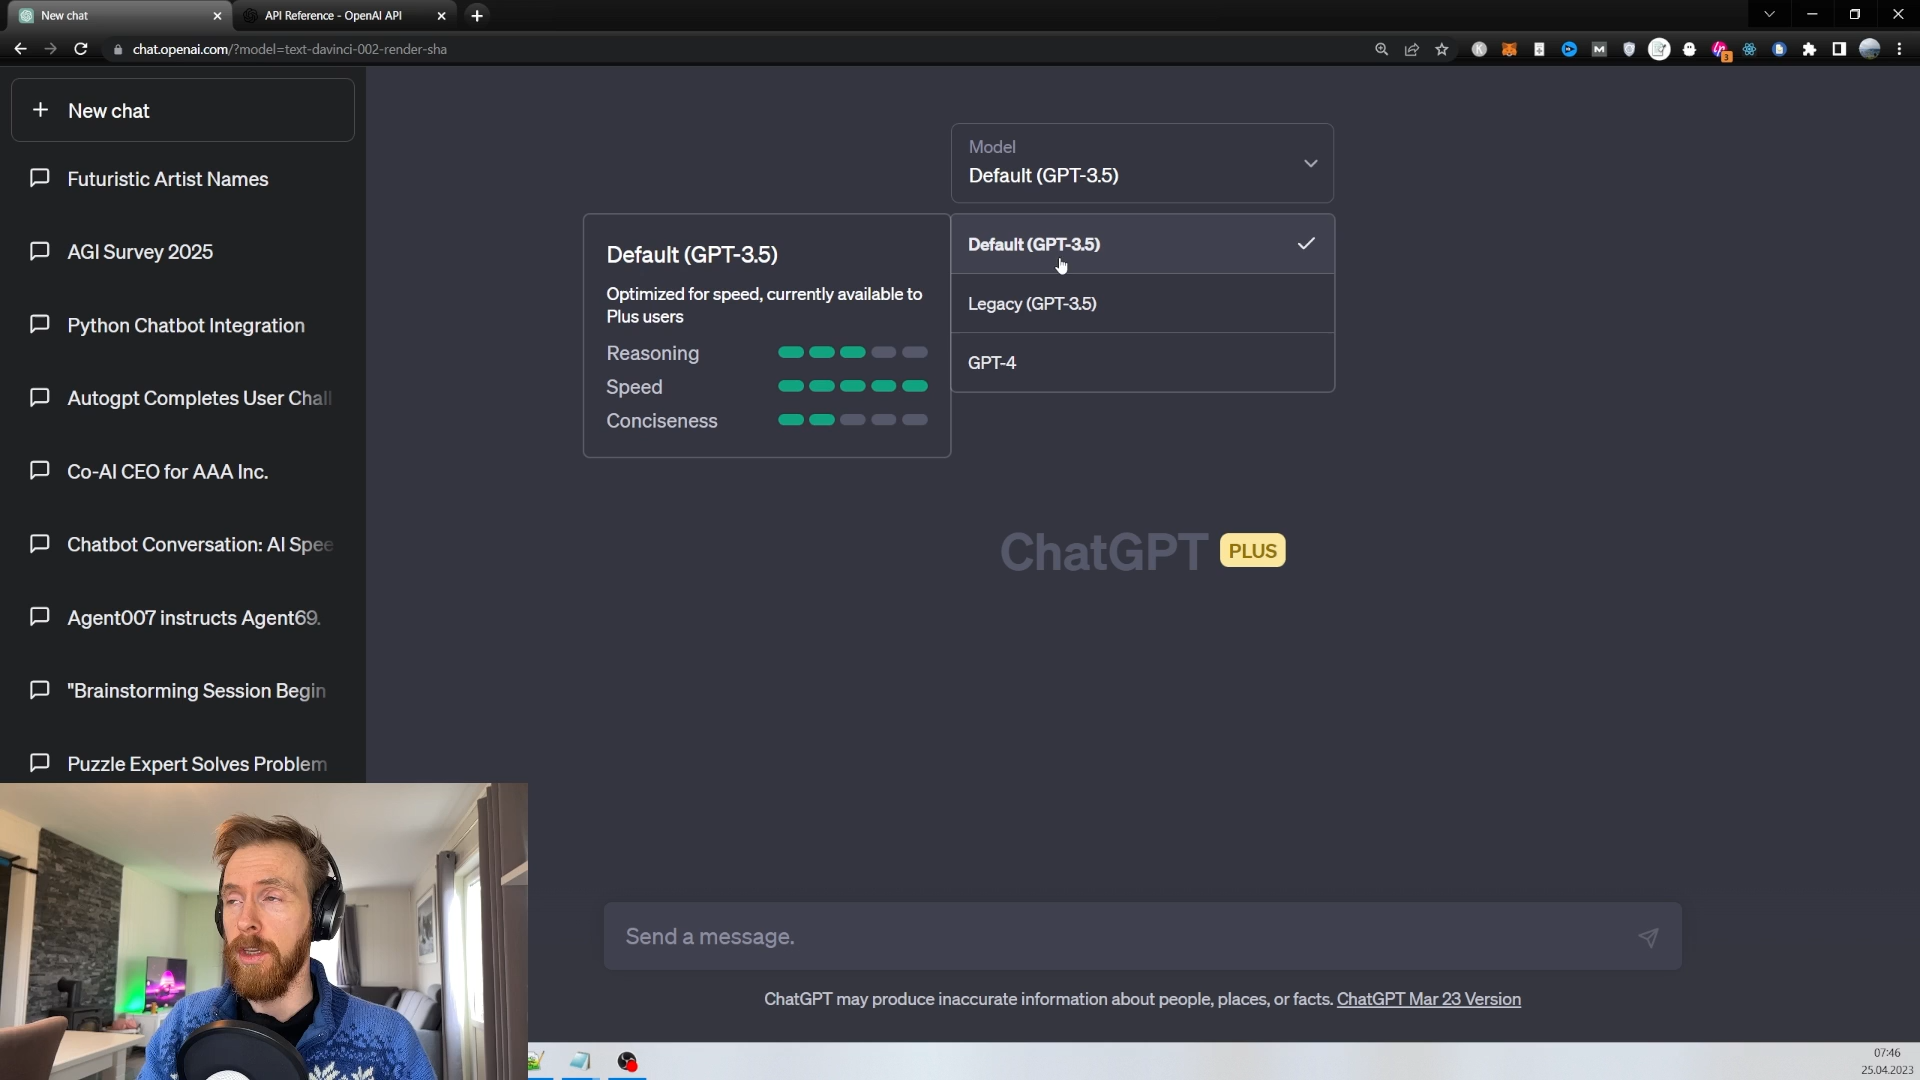 New chat
API Reference - OpenAI API
chat.openai.com/?model=text-davinci-002-render-sha
3
New chat
Futuristic Artist Names
AGI Survey 2025
Python Chatbot Integration
Autogpt Completes User Chall
Co-AI CEO for AAA Inc.
Chatbot Conversation: AI Spee
Agent007 instructs Agent69.
"Brainstorming Session Begin
Puzzle Expert Solves Problem
Model
Default (GPT-3.5)
Default (GPT-3.5)
Legacy (GPT-3.5)
GPT-4
Default (GPT-3.5)
Optimized for speed, currently available to
Plus users
Reasoning
Speed
Conciseness
ChatGPT PLUS
Send a message.
ChatGPT may produce inaccurate information about people, places, or facts. ChatGPT Mar 23 Version
07:46
25.04.2023